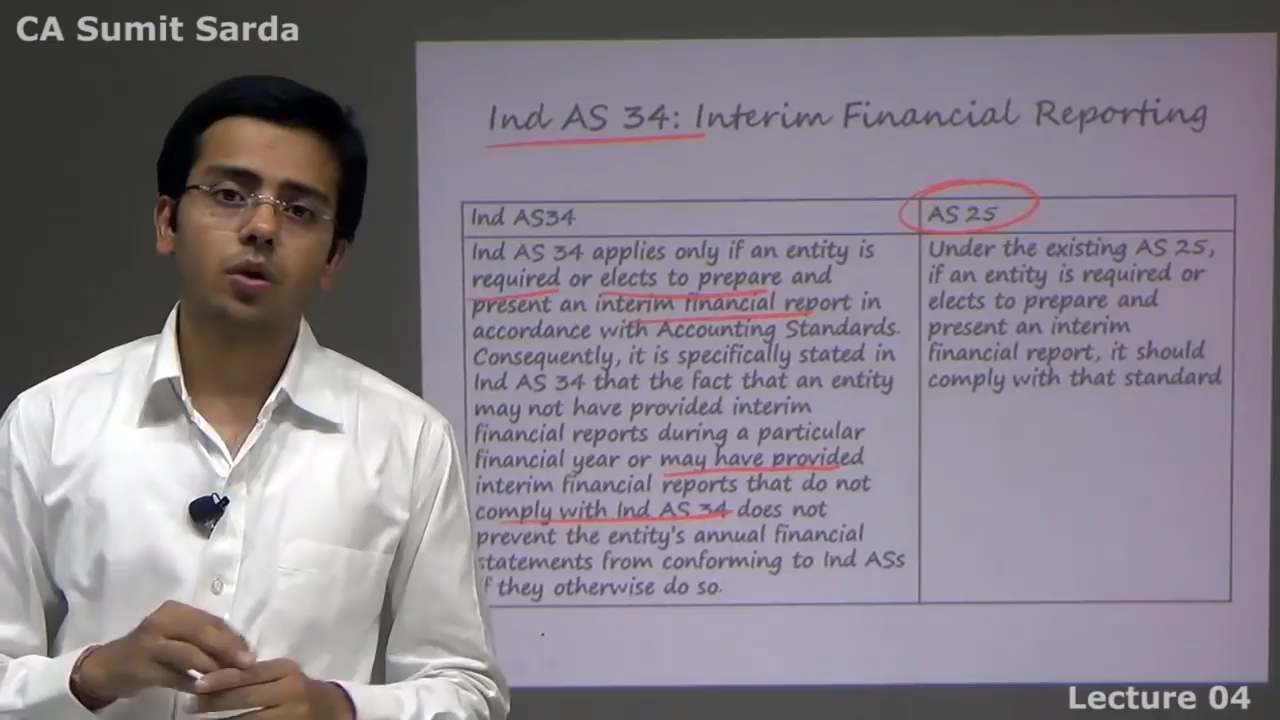 CA Sumit Sarda
Ind AS 34: Interim Financial Reporting
Ind AS34
Ind AS 34 applies only if an entity is
required or elects to prepare and
present an interim financial report in
accordance with Accounting Standards.
Consequently, it is specifically stated in
Ind AS 34 that the fact that an entity
may not have provided interim
financial reports during a particular
financial year or may have provided
interim financial reports that do not
comply with Ind AS 34 does not
prevent the entity's annual financial
statements from conforming to Ind ASs
if they otherwise do so.
AS 25
Under the existing AS 25,
if an entity is required or
elects to prepare and
present an interim
financial report, it should
comply with that standard
Lecture 04